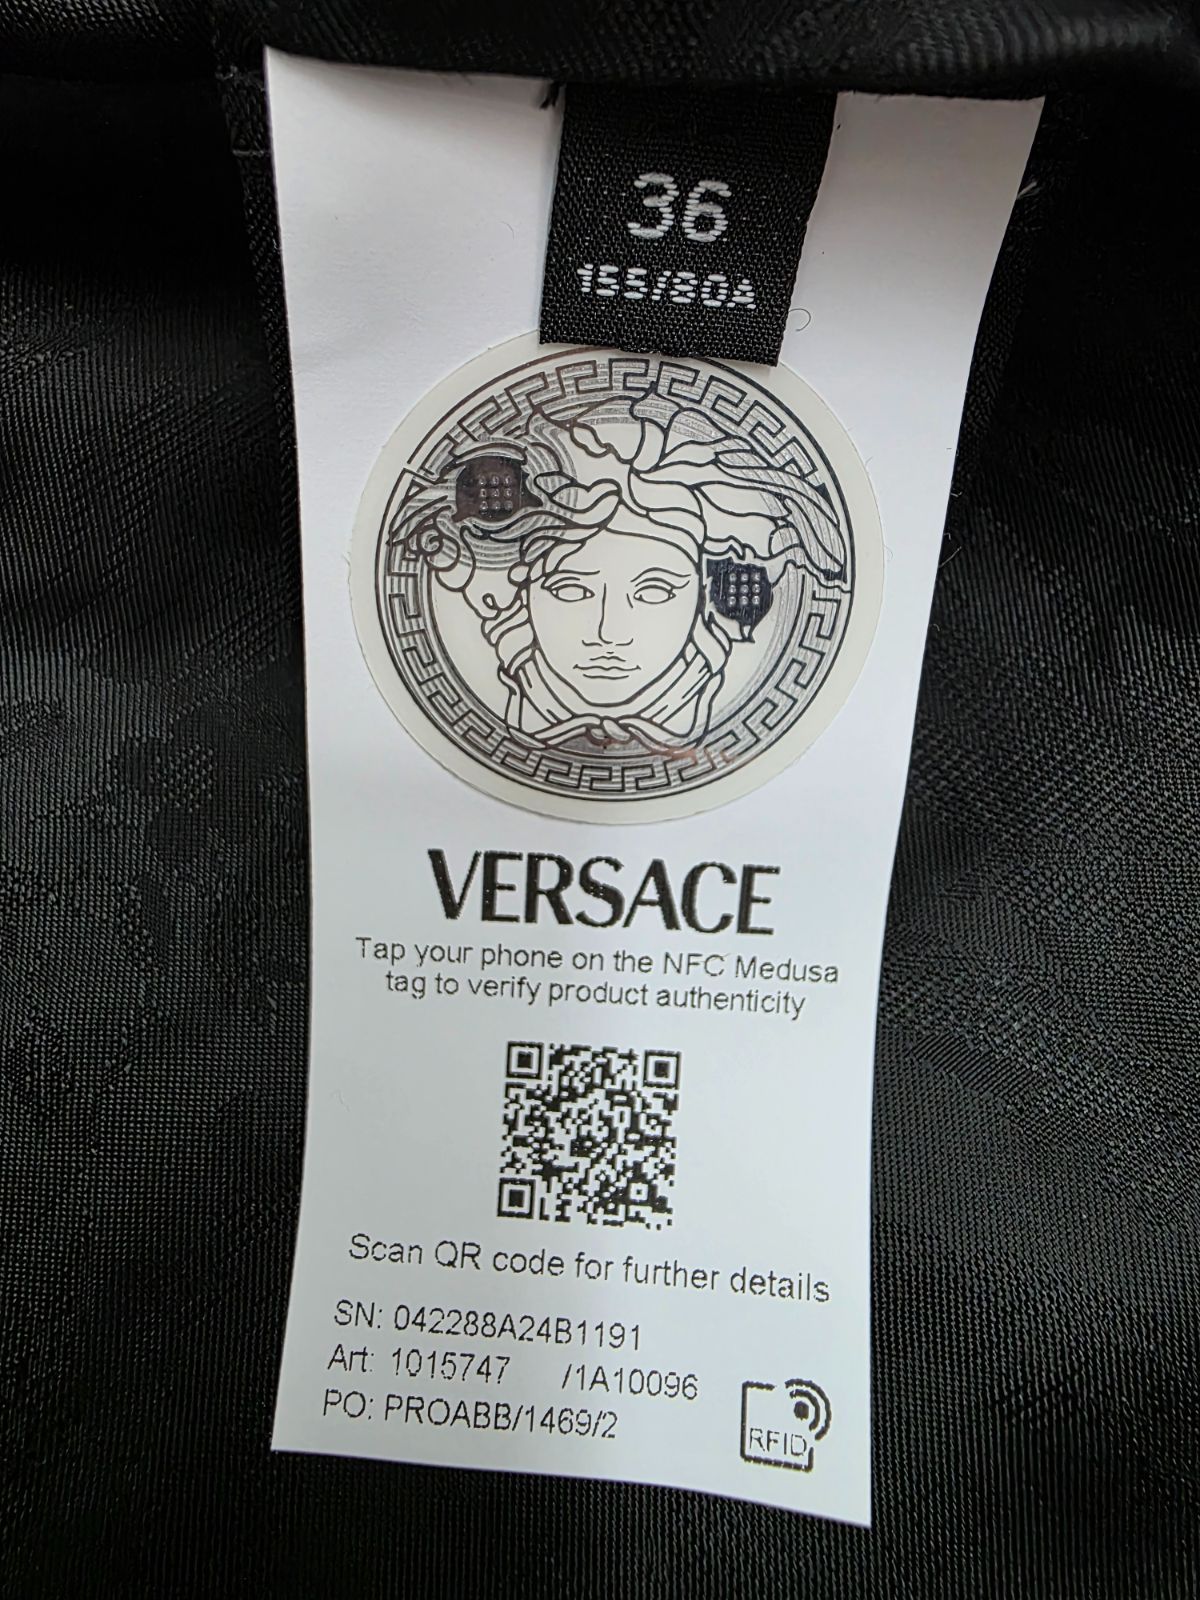 36
155/80A
VERSACE
Tap your phone on the NFC Medusa
tag to verify product authenticity
Scan QR code for further details
SN: 042288A24B1191
Art: 1015747 /1A10096
PO: PROABB/1469/2
RFID